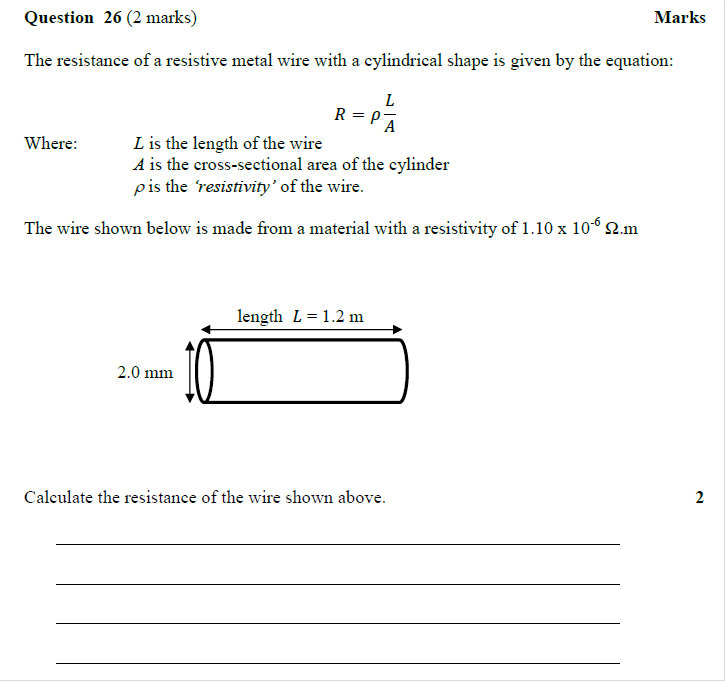 Question 26 (2 marks) Marks
The resistance of a resistive metal wire with a cylindrical shape is given by the equation:
R = ρ L/A
Where: L is the length of the wire
A is the cross-sectional area of the cylinder
ρ is the ‘resistivity’ of the wire.
The wire shown below is made from a material with a resistivity of 1.10 x 10⁻⁶ Ω.m
length L = 1.2 m
2.0 mm
Calculate the resistance of the wire shown above. 2